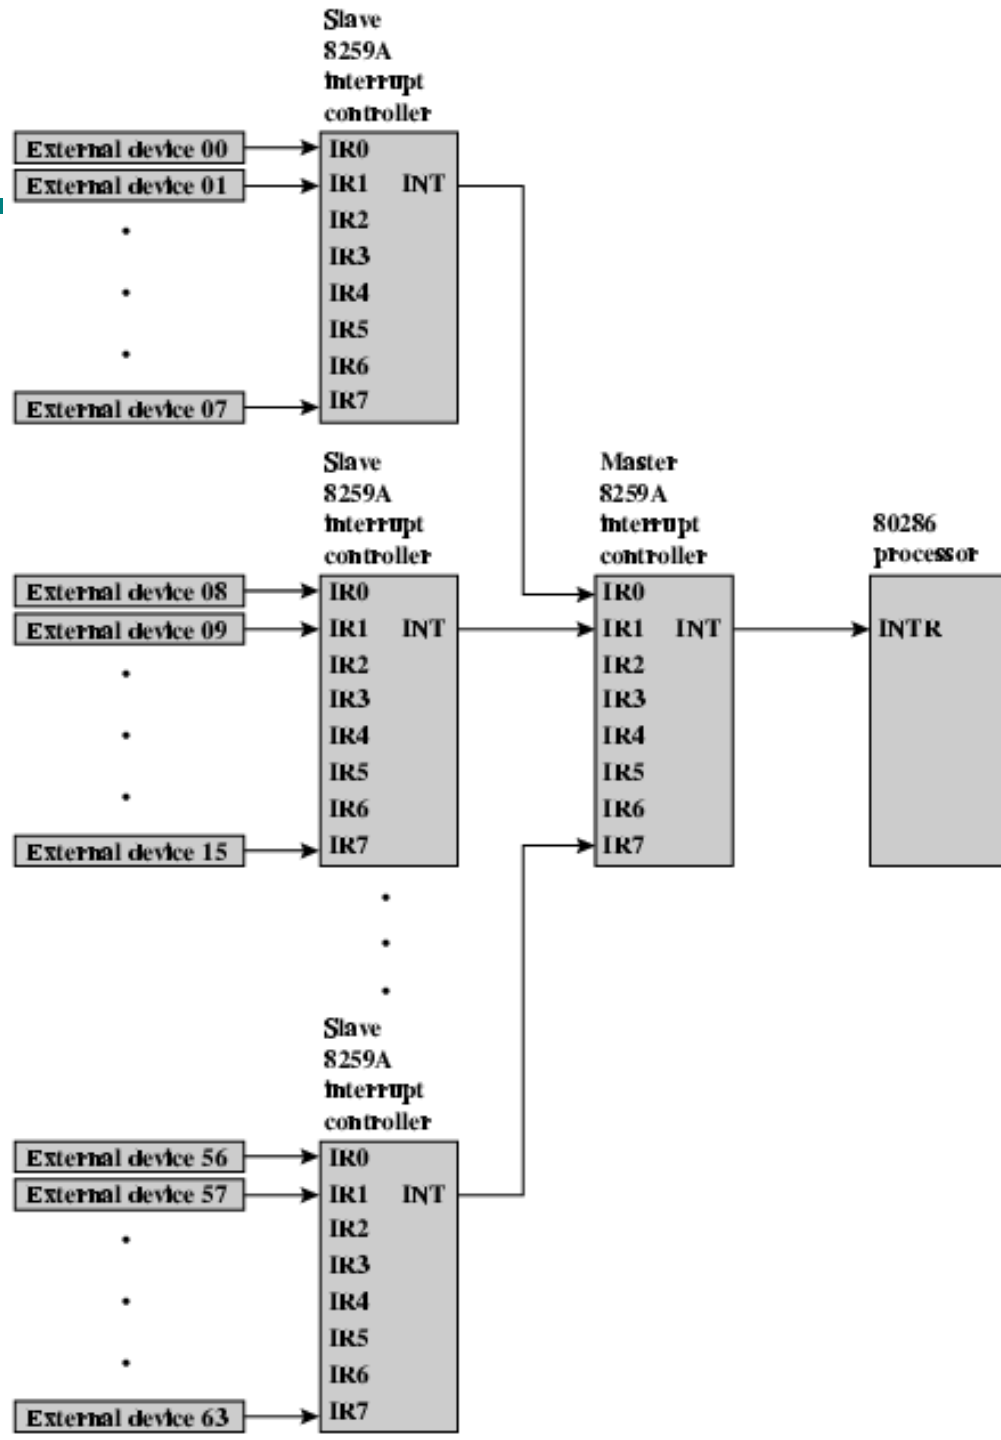 Slave
8259A
interrupt
controller
External device 00
IR0
External device 01
IR1 INT
IR2
IR3
IR4
IR5
IR6
External device 07
IR7
Slave
8259A
interrupt
controller
Master
8259A
interrupt
controller
80286
processor
External device 08
IR0
IR0
External device 09
IR1 INT
IR1 INT
INTR
IR2
IR2
IR3
IR3
IR4
IR4
IR5
IR5
IR6
IR6
External device 15
IR7
IR7
Slave
8259A
interrupt
controller
External device 56
IR0
External device 57
IR1 INT
IR2
IR3
IR4
IR5
IR6
External device 63
IR7